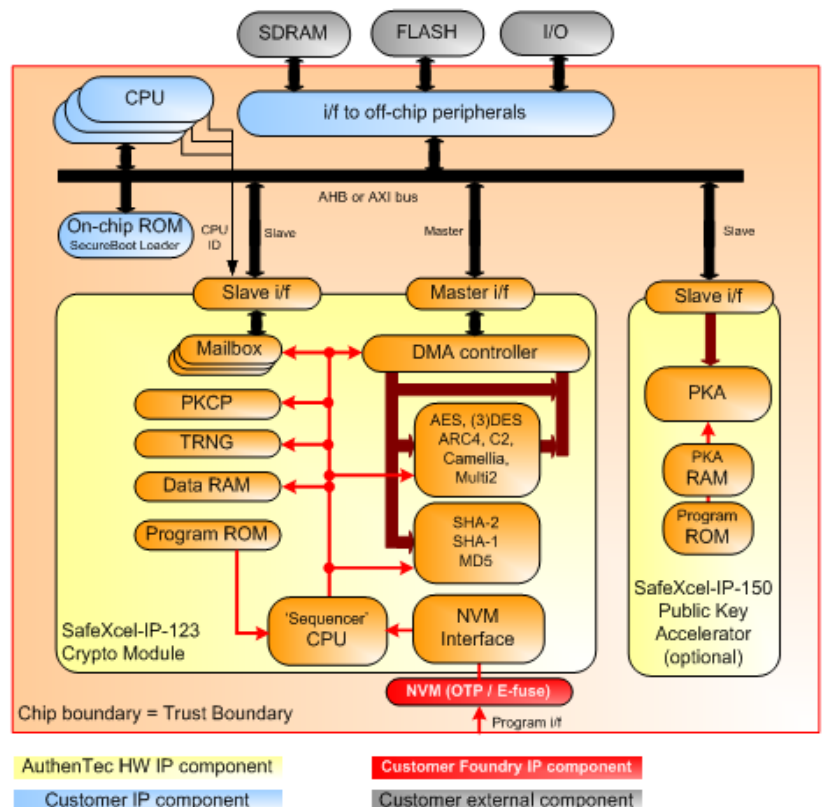 SDRAM
FLASH
I/O
CPU
i/f to off-chip peripherals
AHB or AXI bus
On-chip ROM
SecureBoot Loader
CPU
ID
Slave
Master
Slave
Slave i/f
Master i/f
Slave i/f
Mailbox
DMA controller
PKCP
TRNG
Data RAM
Program ROM
AES, (3)DES
ARC4, C2,
Camellia,
Multi2
SHA-2
SHA-1
MD5
PKA
PKA
RAM
Program
ROM
'Sequencer'
CPU
NVM
Interface
SafeXcel-IP-123
Crypto Module
SafeXcel-IP-150
Public Key
Accelerator
(optional)
NVM (OTP / E-fuse)
Chip boundary = Trust Boundary
Program i/f
AuthenTec HW IP component
Customer Foundry IP component
Customer IP component
Customer external component